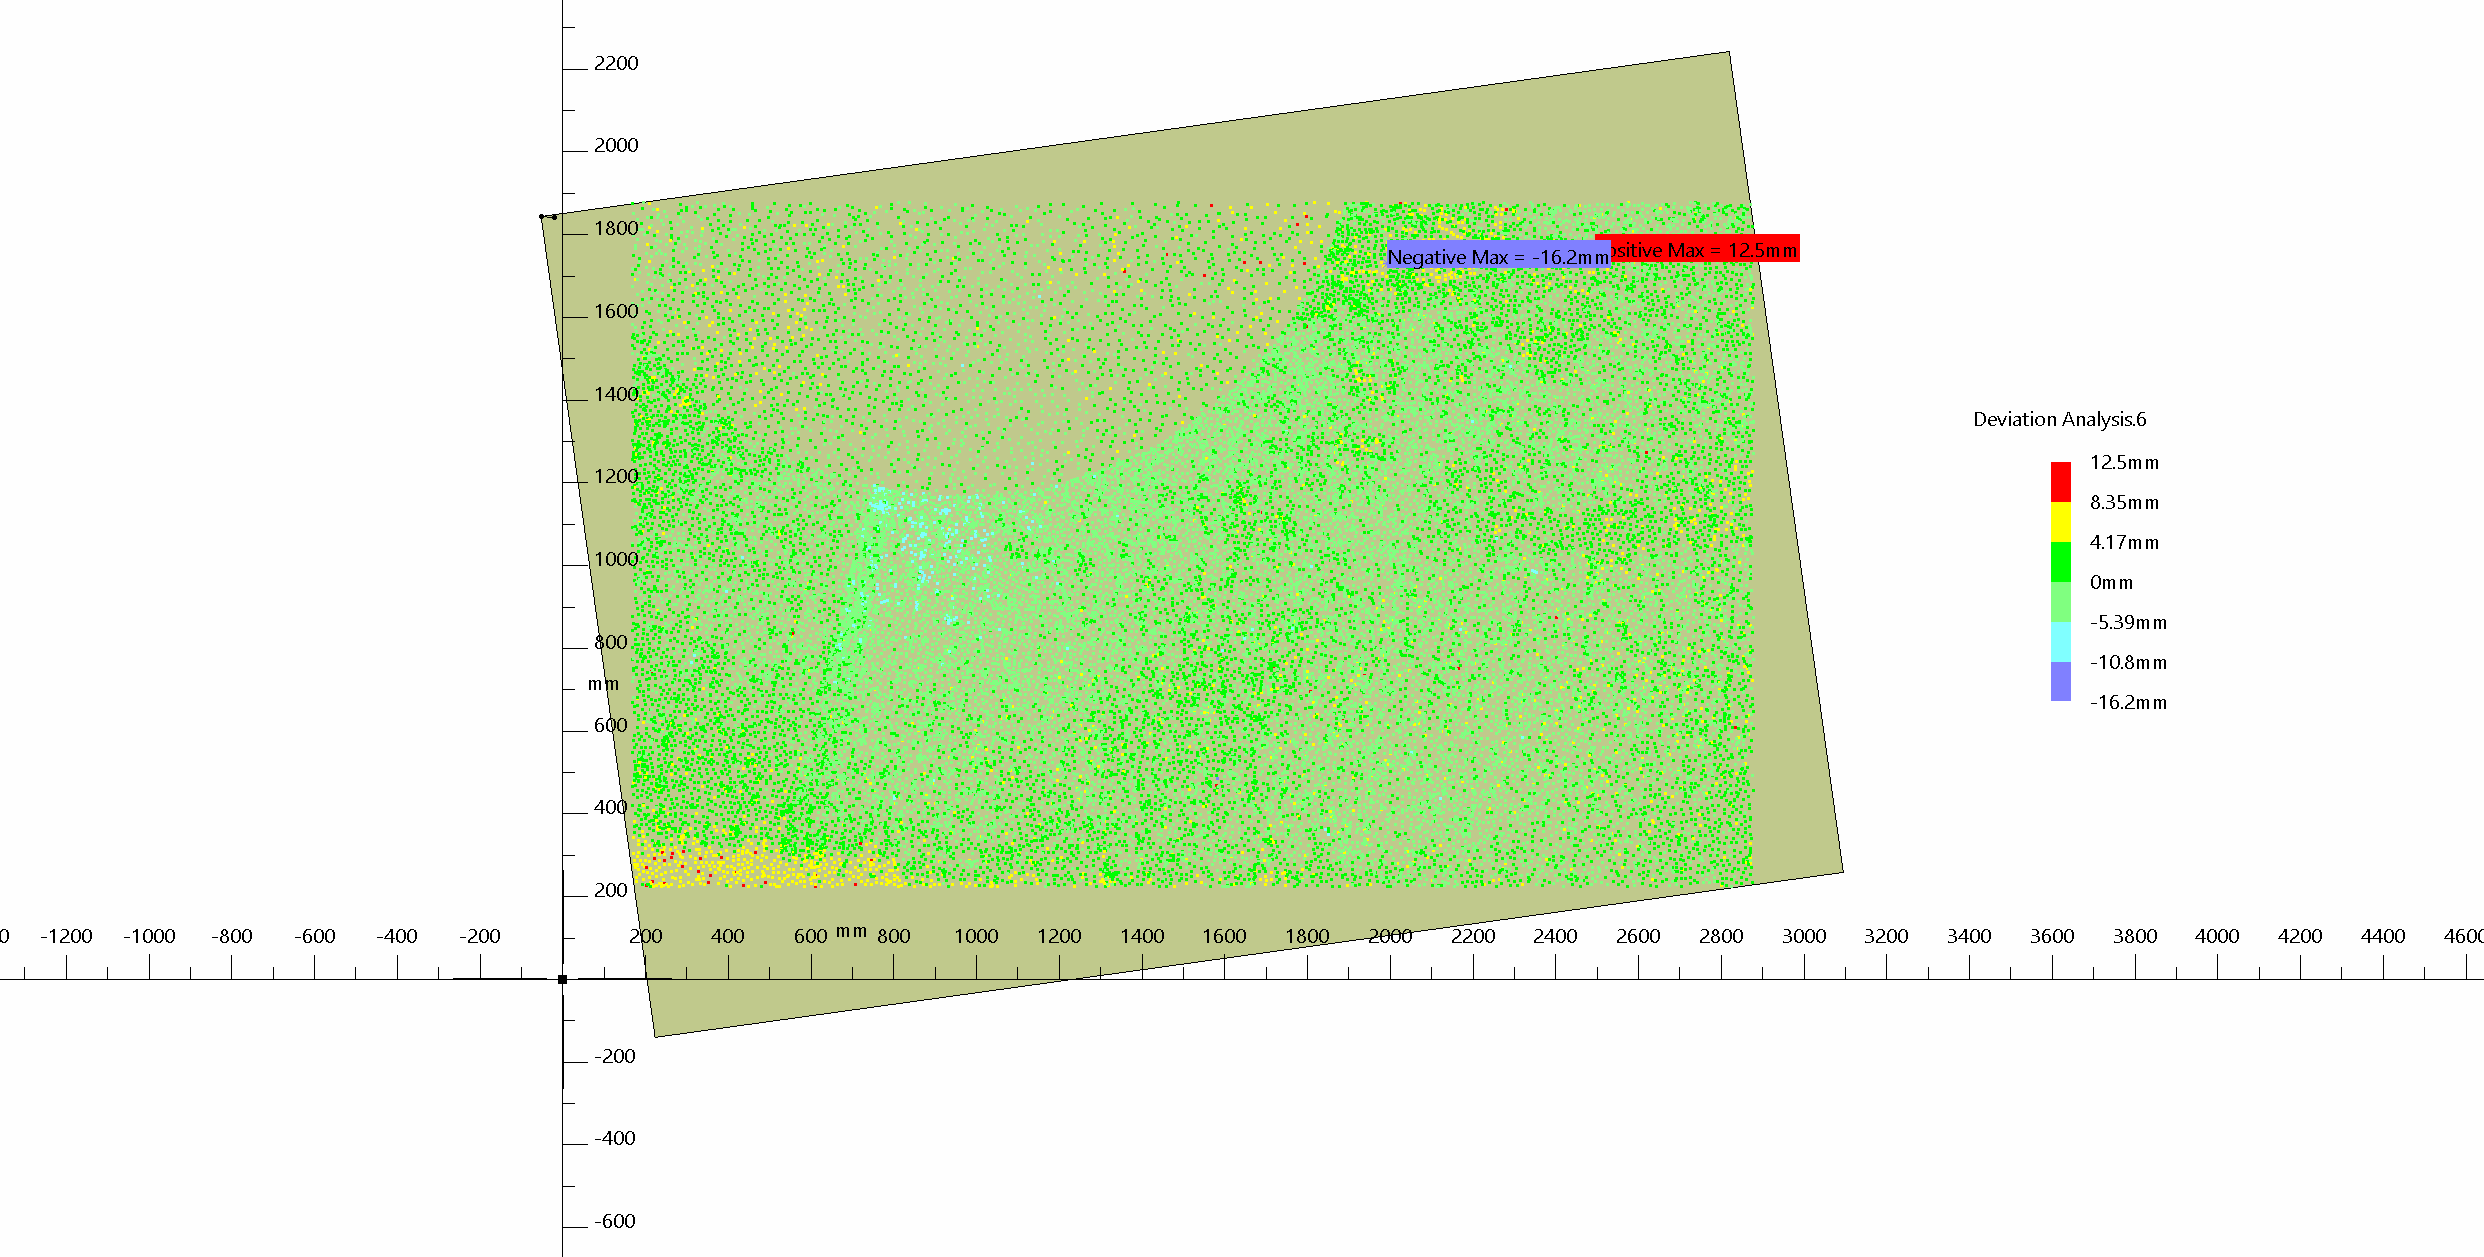 2200
2000
1800
Negative Max = -16.2mm
ositive Max = 12.5mm
1600
1400
1200
1000
800
mm
600
400
200
Deviation Analysis.6
12.5mm
8.35mm
4.17mm
0mm
-5.39mm
-10.8mm
-16.2mm
0 -1200 -1000 -800 -600 -400 -200 200 400 600 mm 800 1000 1200 1400 1600 1800 2000 2200 2400 2600 2800 3000 3200 3400 3600 3800 4000 4200 4400 4600
-200
-400
-600